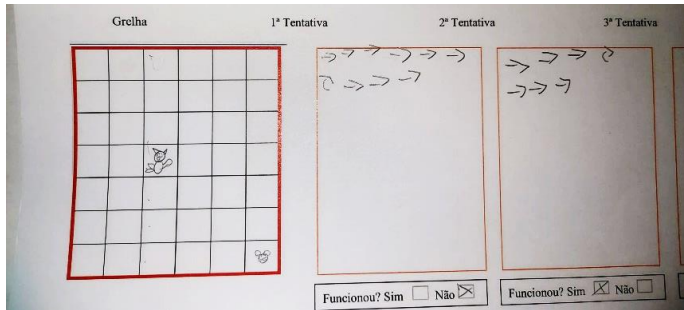 Grelha 1ª Tentativa 2ª Tentativa 3ª Tentativa
Funcionou? Sim Não Funcionou? Sim Não